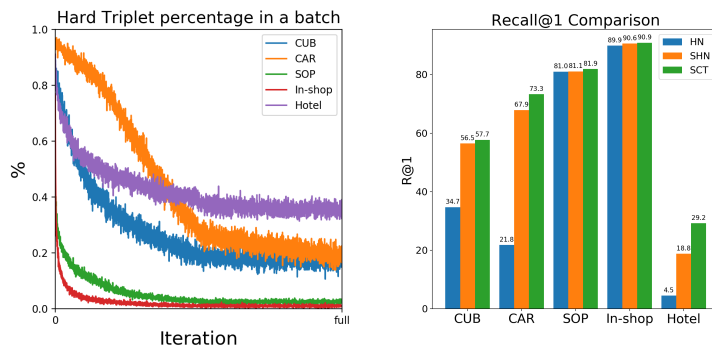 Hard Triplet percentage in a batch
1.0
0.8
0.6
0.4
0.2
0.0
%
CUB
CAR
SOP
In-shop
Hotel
0
full
Iteration
Recall@1 Comparison
80
60
40
20
0
R@1
HN
SHN
SCT
34.7
56.5
57.7
21.8
67.9
73.3
81.0
81.1
81.9
89.9
90.6
90.9
4.5
18.8
29.2
CUB
CAR
SOP
In-shop
Hotel